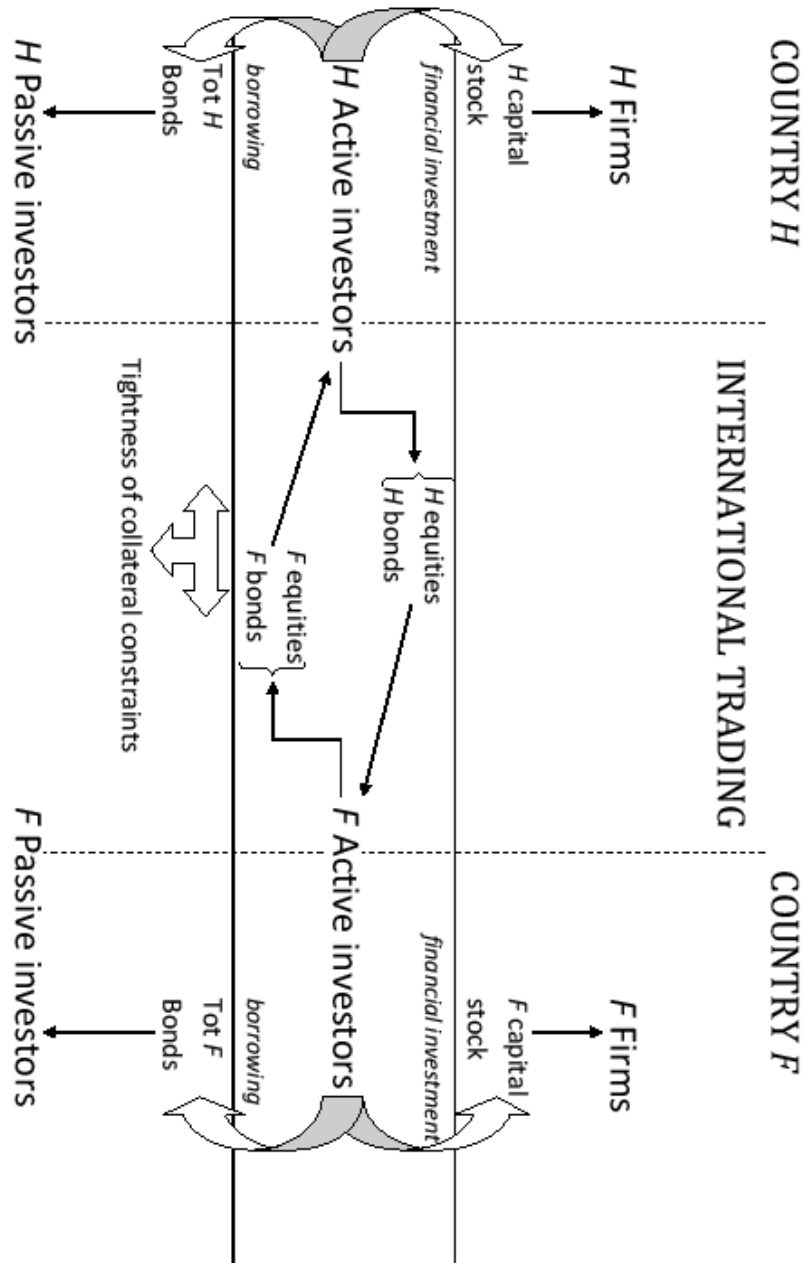 COUNTRY H
INTERNATIONAL TRADING
COUNTRY F
H Firms
F Firms
H capital
stock
F capital
stock
financial investment
financial investment
H equities
H bonds
H Active investors
F Active investors
F equities
F bonds
borrowing
borrowing
Tot H
Bonds
Tot F
Bonds
Tightness of collateral constraints
H Passive investors
F Passive investors